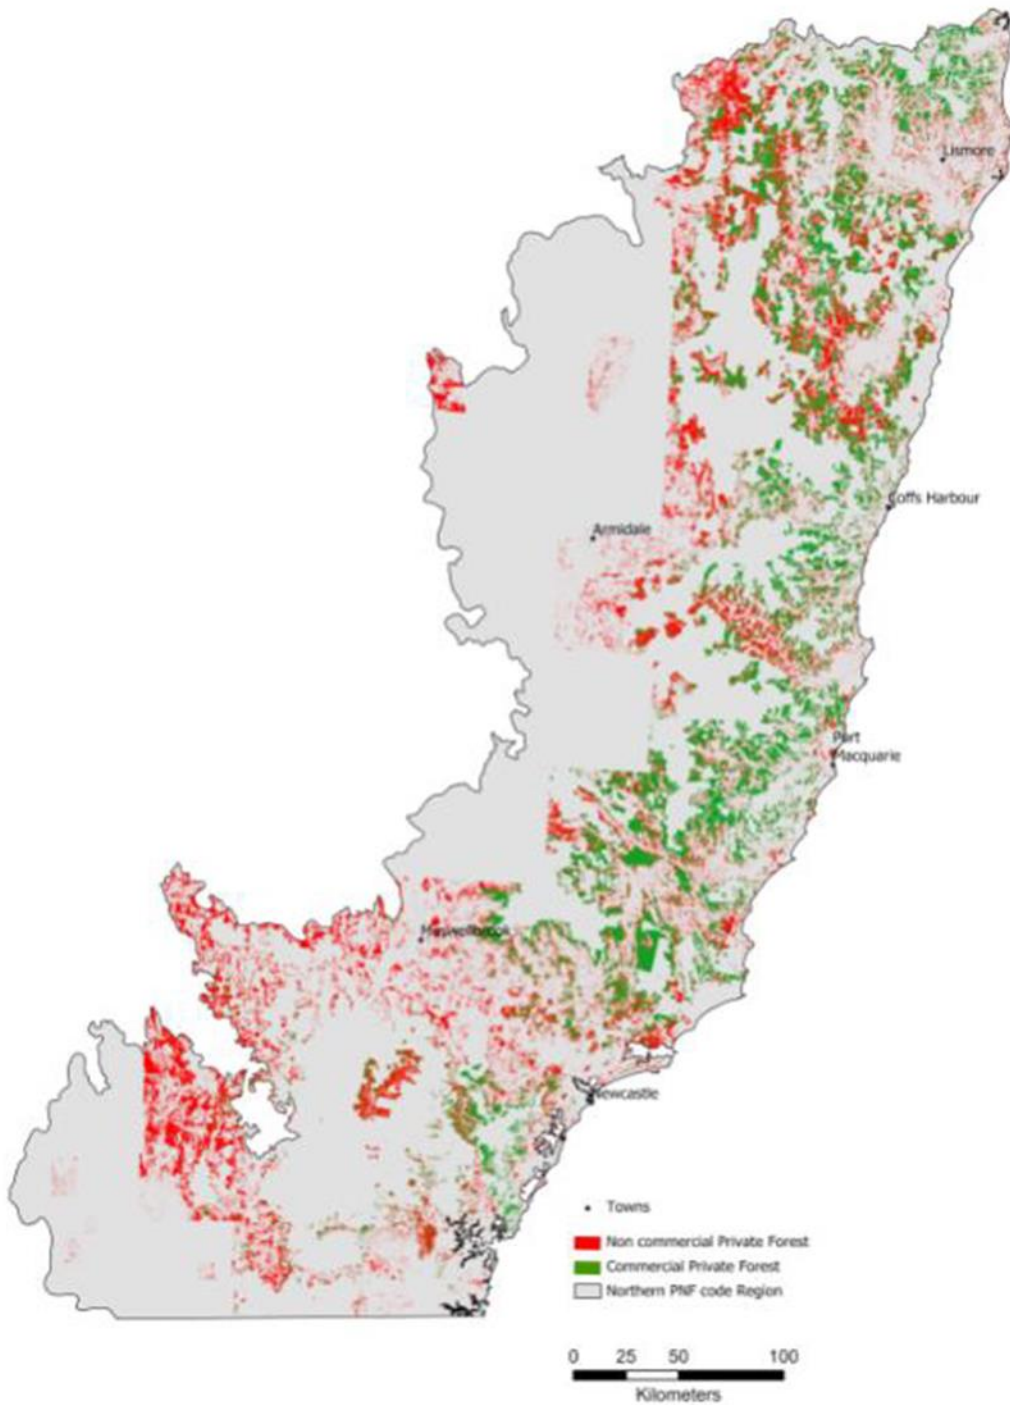 Lismore
Coffs Harbour
Armidale
Port
Macquarie
Muswellbrook
Newcastle
Towns
Non commercial Private Forest
Commercial Private Forest
Northern PNF code Region
0 25 50 100
Kilometers